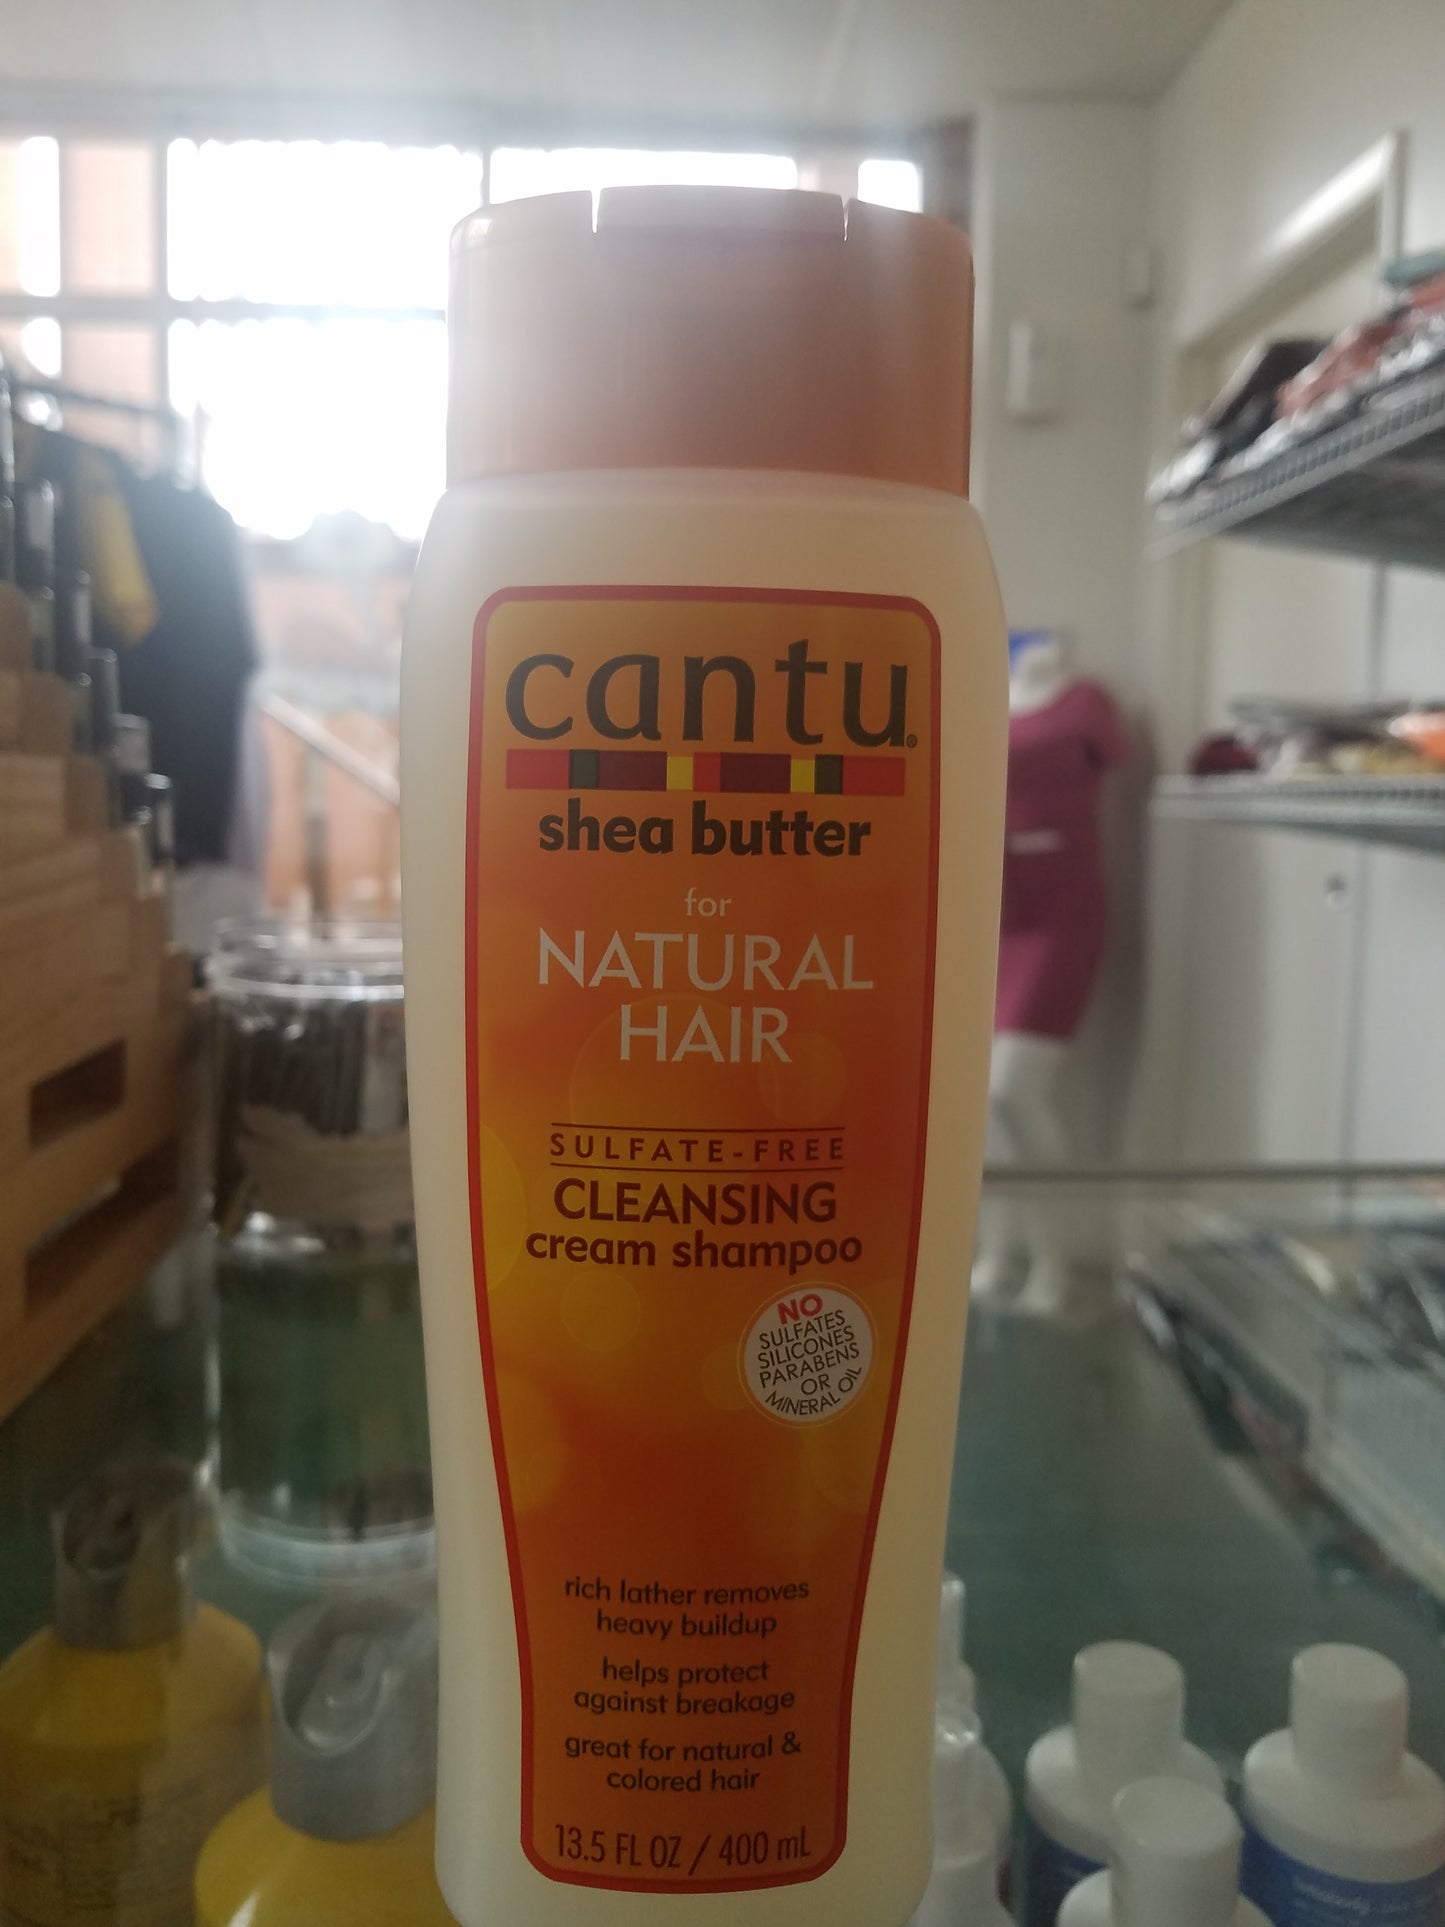 cantu®
shea butter
for
NATURAL
HAIR
SULFATE-FREE
CLEANSING
cream shampoo
NO
SULFATES
SILICONES
PARABENS
OR
MINERAL OIL
rich lather removes
heavy buildup
helps protect
against breakage
great for natural &
colored hair
13.5 FL OZ / 400 mL